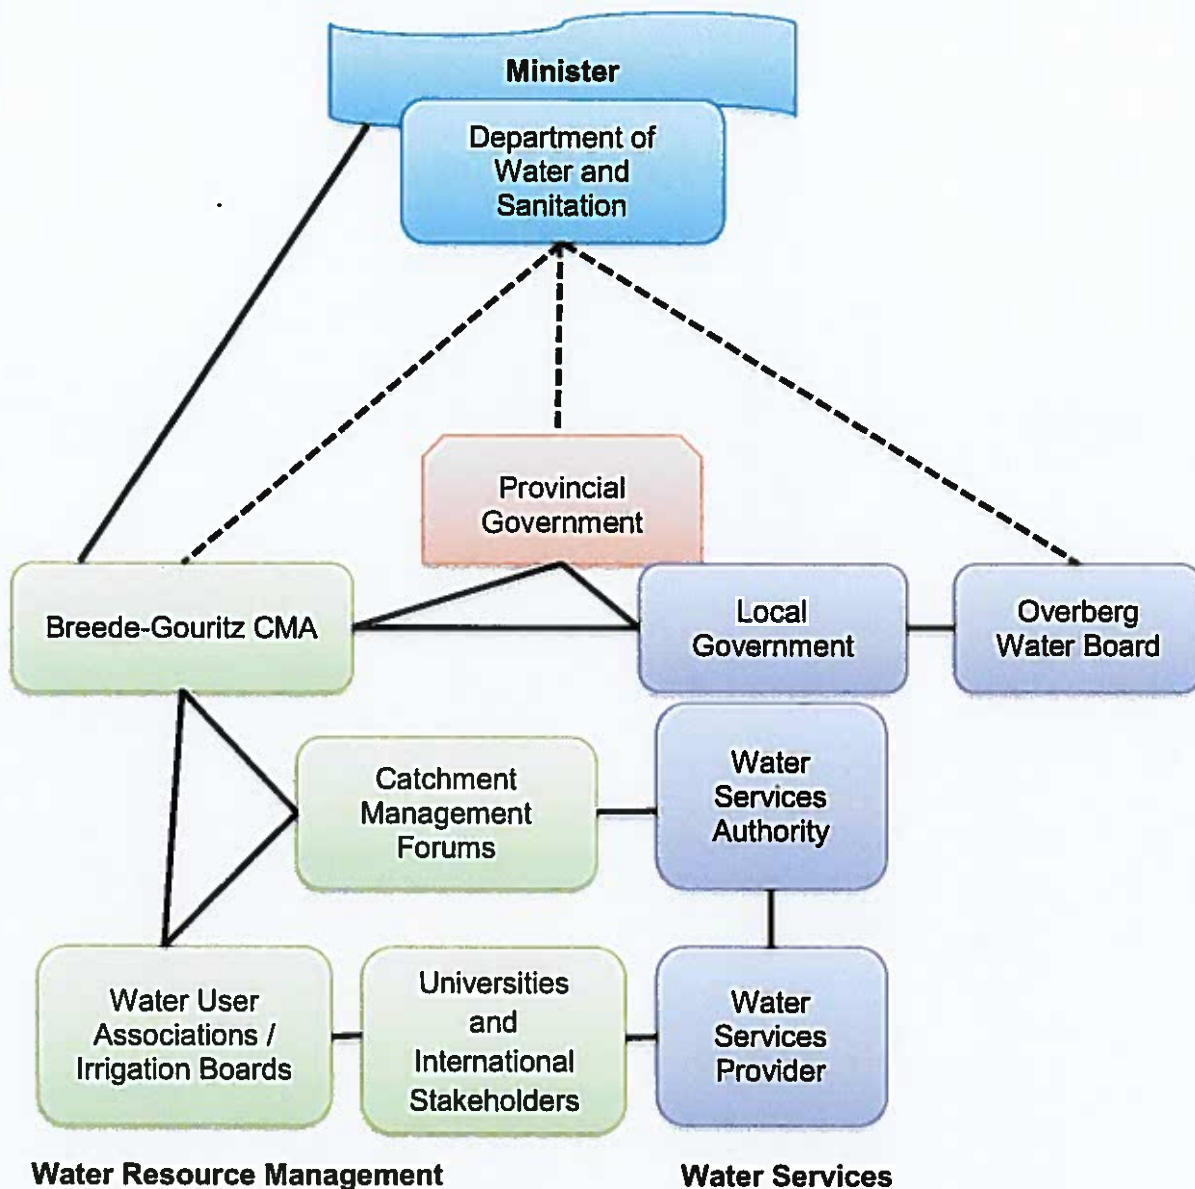 Minister
Department of
Water and
Sanitation
Provincial
Government
Breede-Gouritz CMA
Local
Government
Overberg
Water Board
Catchment
Management
Forums
Water
Services
Authority
Water User
Associations /
Irrigation Boards
Universities
and
International
Stakeholders
Water
Services
Provider
Water Resource Management
Water Services